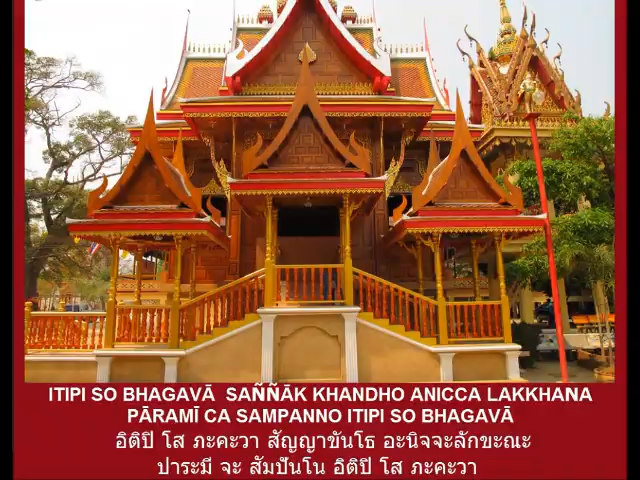 ITIPI SO BHAGAVĀ  SAÑÑĀK KHANDHO ANICCA LAKKHAṆA
PĀRAMĪ CA SAMPANNO ITIPI SO BHAGAVĀ
อิติปิ โส ภะคะวา สัญญาขันโธ อะนิจจะลักขะณะ
ปาระมี จะ สัมปันโน อิติปิ โส ภะคะวา